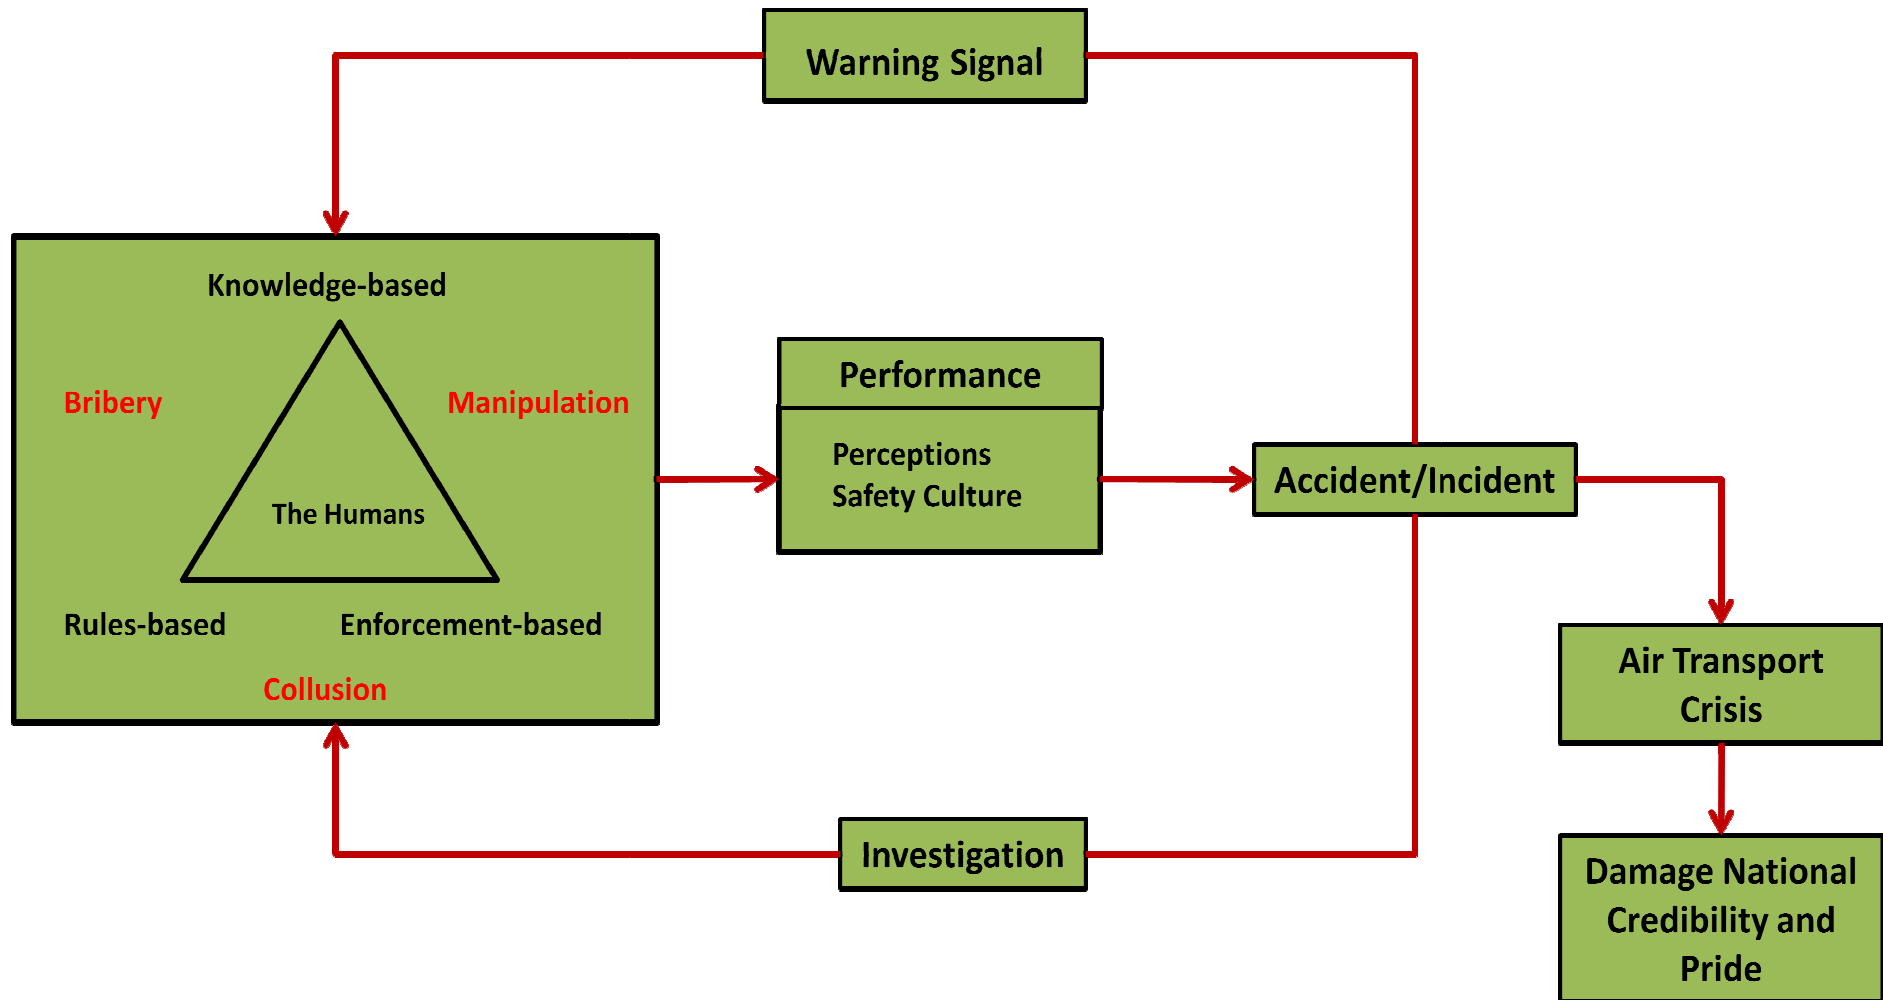 Warning Signal
Knowledge-based
Bribery
Manipulation
The Humans
Rules-based
Enforcement-based
Collusion
Performance
Perceptions
Safety Culture
Accident/Incident
Investigation
Air Transport
Crisis
Damage National
Credibility and
Pride